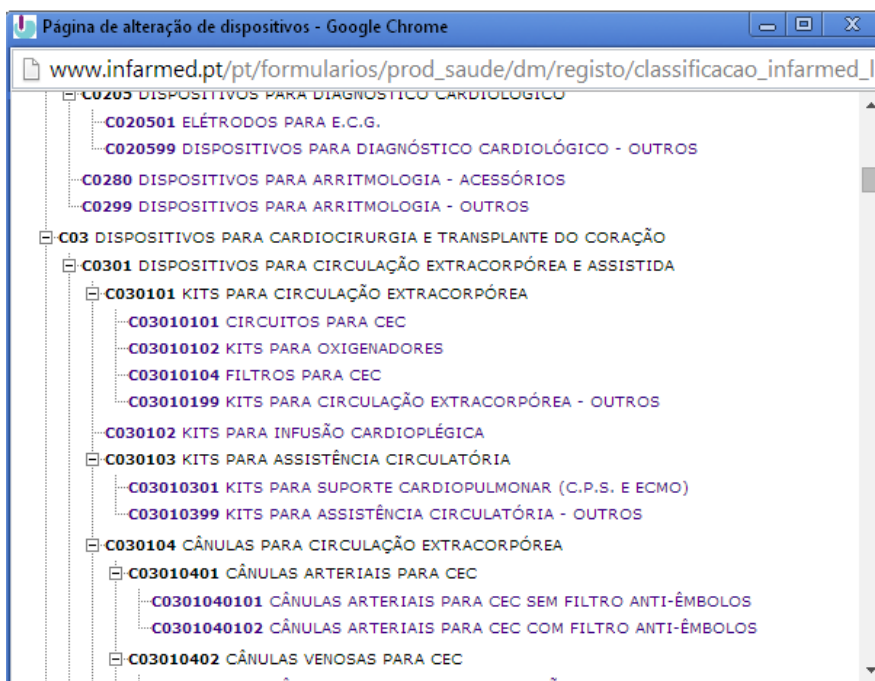 Página de alteração de dispositivos - Google Chrome
www.infarmed.pt/pt/formularios/prod_saude/dm/registo/classificacao_infarmed_l
C0205 DISPOSITIVOS PARA DIAGNÓSTICO CARDIOLÓGICO
C020501 ELÉTRODOS PARA E.C.G.
C020599 DISPOSITIVOS PARA DIAGNÓSTICO CARDIOLÓGICO - OUTROS
C0280 DISPOSITIVOS PARA ARRITMOLOGIA - ACESSÓRIOS
C0299 DISPOSITIVOS PARA ARRITMOLOGIA - OUTROS
C03 DISPOSITIVOS PARA CARDIOCIRURGIA E TRANSPLANTE DO CORAÇÃO
C0301 DISPOSITIVOS PARA CIRCULAÇÃO EXTRACORPÓREA E ASSISTIDA
C030101 KITS PARA CIRCULAÇÃO EXTRACORPÓREA
C03010101 CIRCUITOS PARA CEC
C03010102 KITS PARA OXIGENADORES
C03010104 FILTROS PARA CEC
C03010199 KITS PARA CIRCULAÇÃO EXTRACORPÓREA - OUTROS
C030102 KITS PARA INFUSÃO CARDIOPLÉGICA
C030103 KITS PARA ASSISTÊNCIA CIRCULATÓRIA
C03010301 KITS PARA SUPORTE CARDIOPULMONAR (C.P.S. E ECMO)
C03010399 KITS PARA ASSISTÊNCIA CIRCULATÓRIA - OUTROS
C030104 CÂNULAS PARA CIRCULAÇÃO EXTRACORPÓREA
C03010401 CÂNULAS ARTERIAIS PARA CEC
C0301040101 CÂNULAS ARTERIAIS PARA CEC SEM FILTRO ANTI-ÊMBOLOS
C0301040102 CÂNULAS ARTERIAIS PARA CEC COM FILTRO ANTI-ÊMBOLOS
C03010402 CÂNULAS VENOSAS PARA CEC